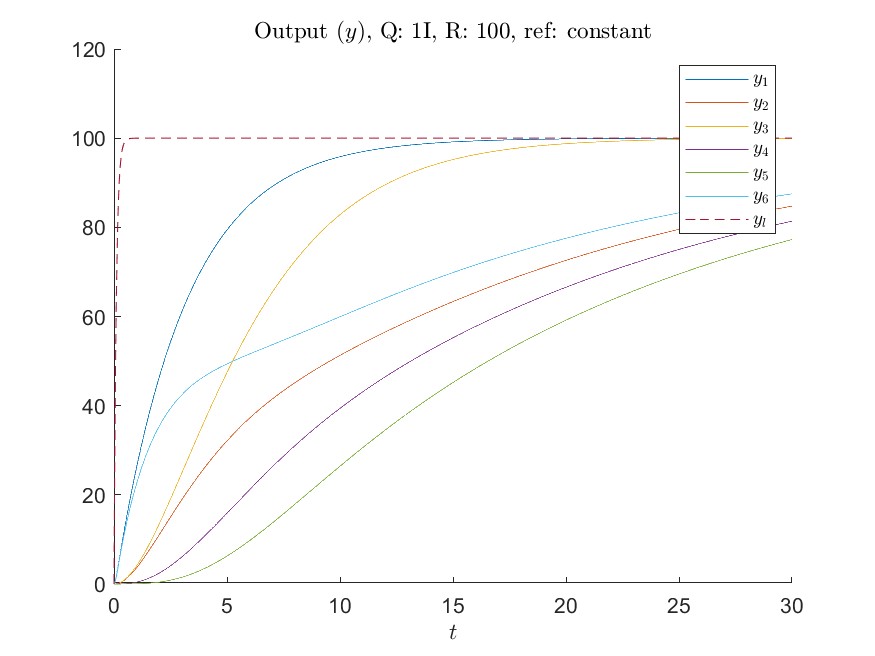 Output (y), Q: 1I, R: 100, ref: constant
120
100
80
60
40
20
0
y₁
y₂
y₃
y₄
y₅
y₆
yₗ
0 5 10 15 20 25 30
t